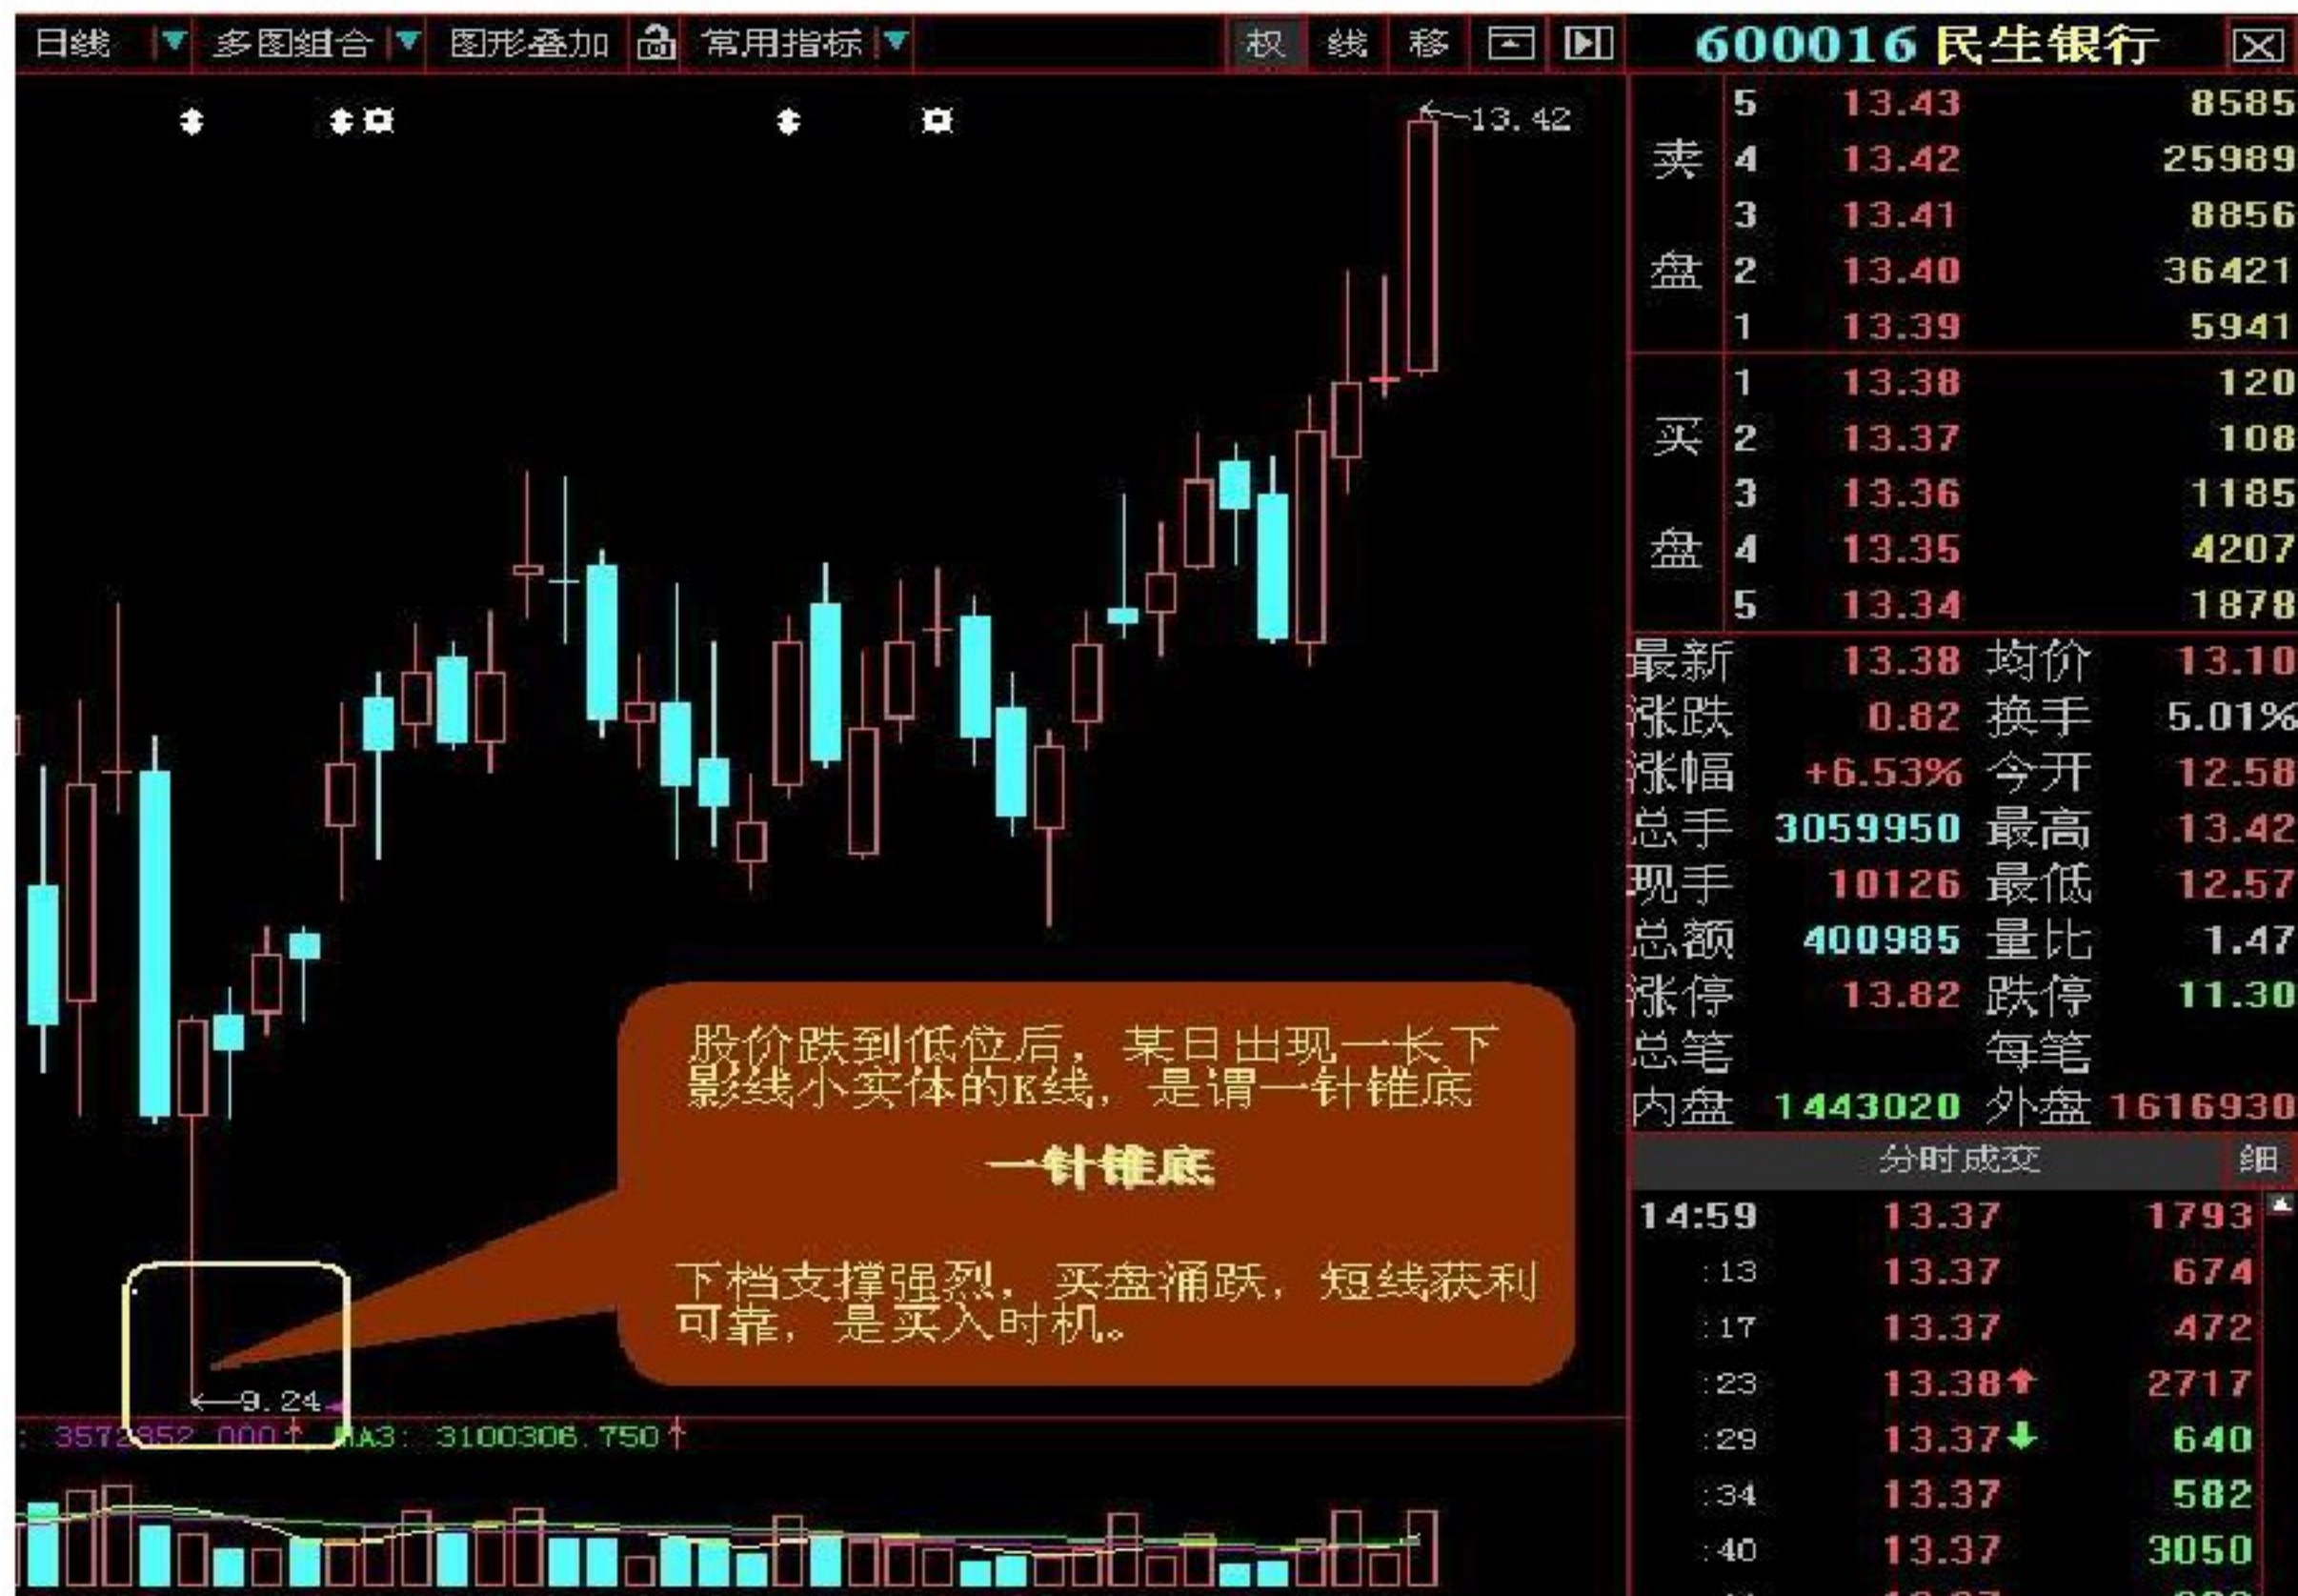 日线 多图组合 图形叠加 常用指标 权 线 移 600016 民生银行
13.42
卖盘
5 13.43 8585
4 13.42 25989
3 13.41 8856
2 13.40 36421
1 13.39 5941
买盘
1 13.38 120
2 13.37 108
3 13.36 1185
4 13.35 4207
5 13.34 1878
最新 13.38 均价 13.10
涨跌 0.82 换手 5.01%
涨幅 +6.53% 今开 12.58
总手 3059950 最高 13.42
现手 10126 最低 12.57
总额 400985 量比 1.47
涨停 13.82 跌停 11.30
总笔 每笔
内盘 1443020 外盘 1616930
分时成交 细
14:59 13.37 1793
:13 13.37 674
:17 13.37 472
:23 13.38↑ 2717
:29 13.37↓ 640
:34 13.37 582
:40 13.37 3050
股价跌到低位后，某日出现一长下
影线小实体的K线，是谓一针锥底
一针锥底
下档支撑强烈，买盘涌跃，短线获利
可靠，是买入时机。
9.24
: 3572852.000↑ MA3: 3100306.750↑